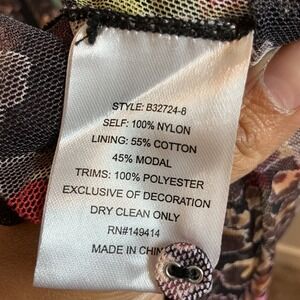 STYLE: B32724-8
SELF: 100% NYLON
LINING: 55% COTTON
45% MODAL
TRIMS: 100% POLYESTER
EXCLUSIVE OF DECORATION
DRY CLEAN ONLY
RN#149414
MADE IN